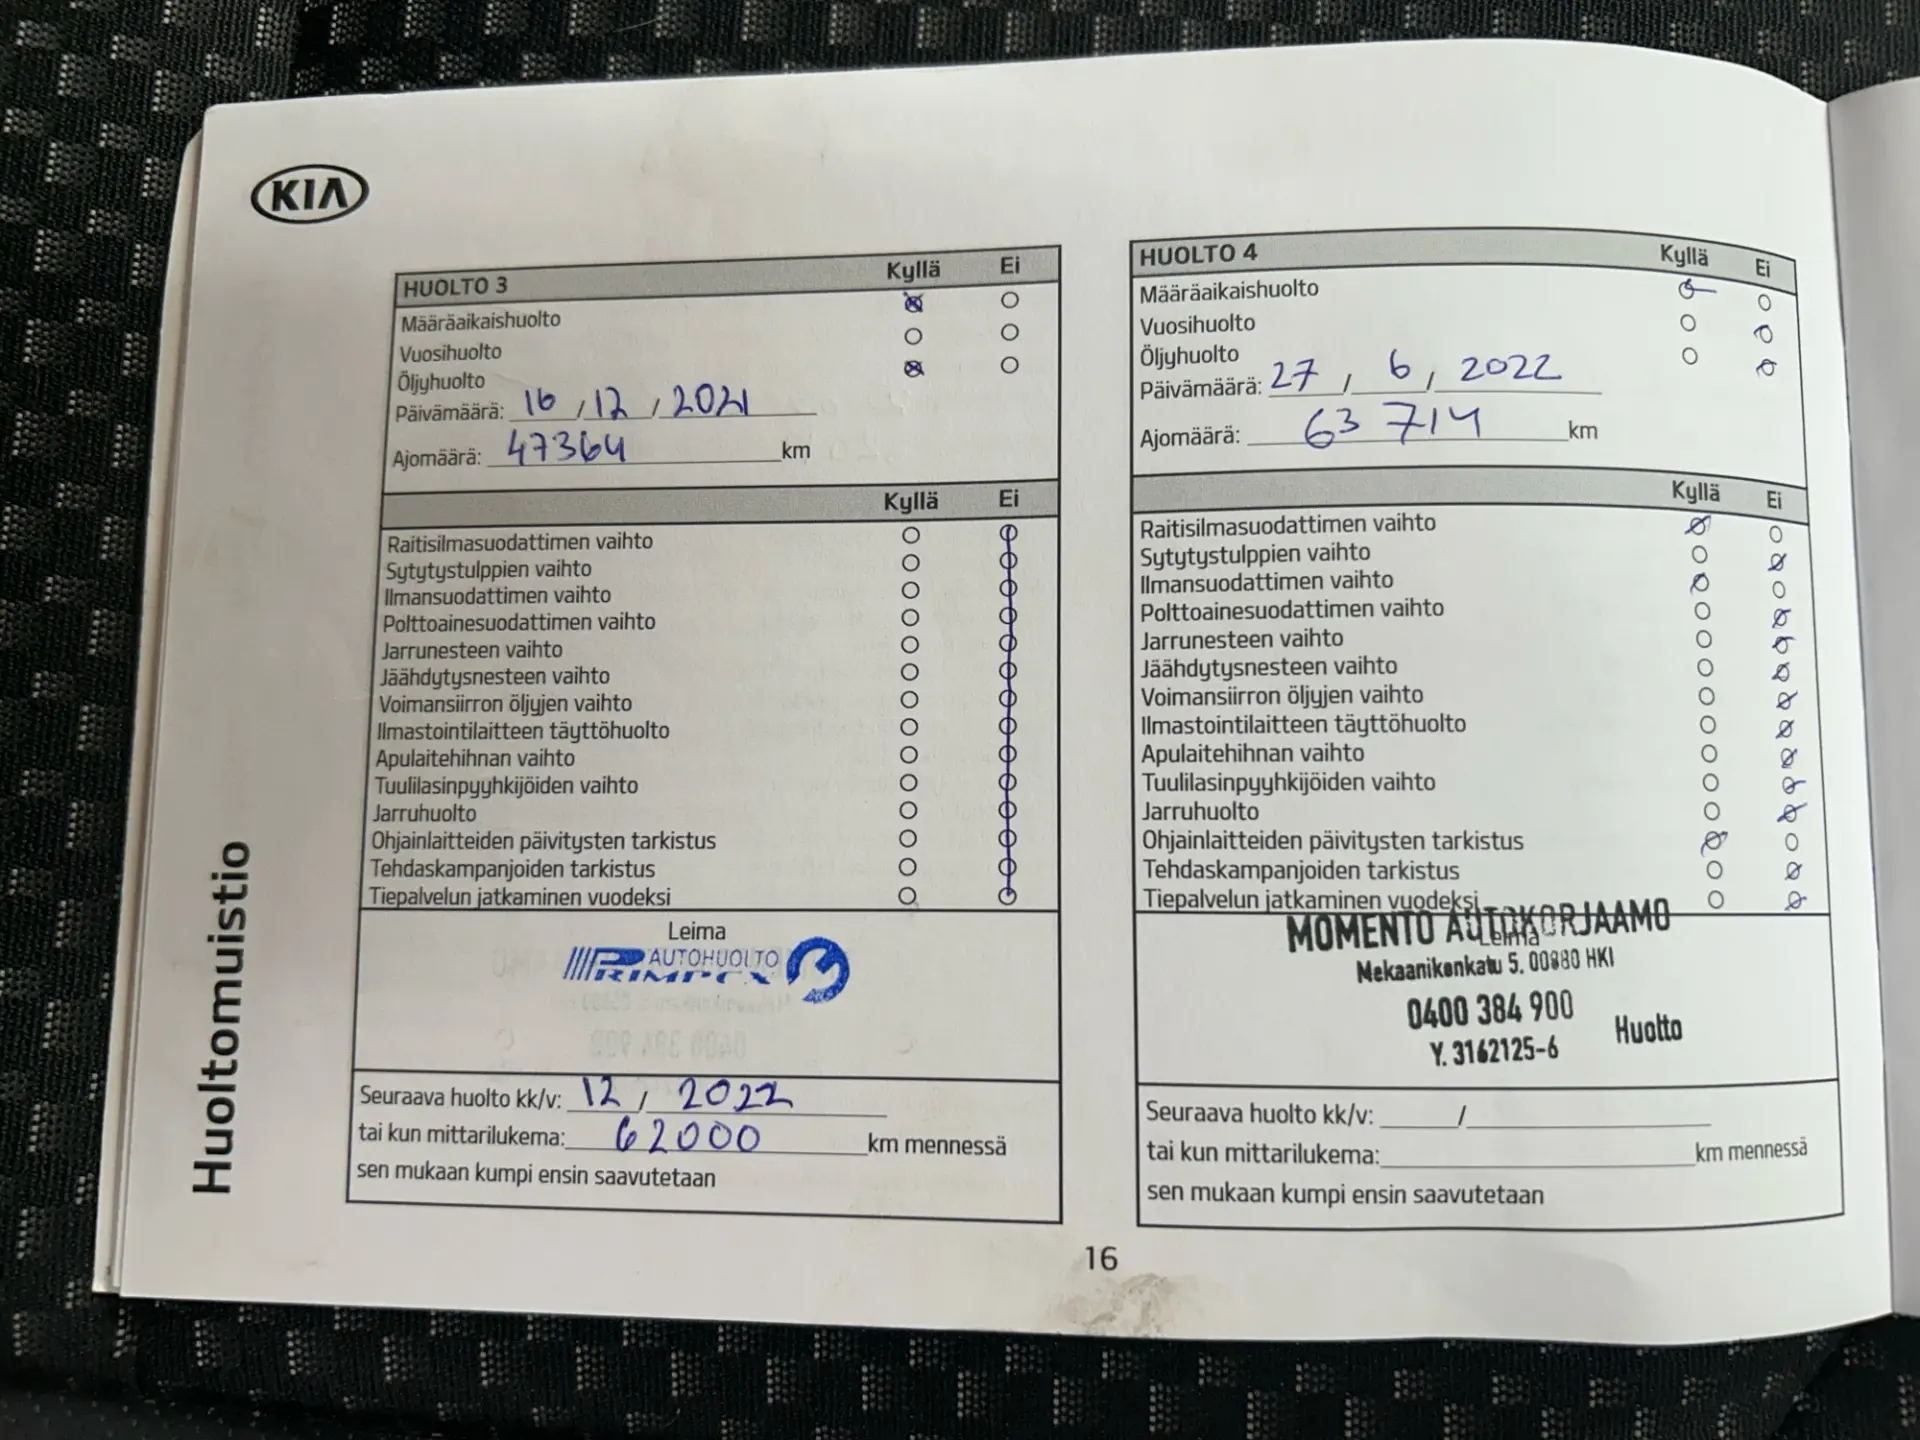 KIA
Huoltomuistio
HUOLTO 3 Kyllä Ei
Määräaikaishuolto
Vuosihuolto
Öljyhuolto
Päivämäärä: 16 / 12 / 2021
Ajomäärä: 47364 km
Kyllä Ei
Raitisilmasuodattimen vaihto
Sytytystulppien vaihto
Ilmansuodattimen vaihto
Polttoainesuodattimen vaihto
Jarrunesteen vaihto
Jäähdytysnesteen vaihto
Voimansiirron öljyjen vaihto
Ilmastointilaitteen täyttöhuolto
Apulaitehihnan vaihto
Tuulilasinpyyhkijöiden vaihto
Jarruhuolto
Ohjainlaitteiden päivitysten tarkistus
Tehdaskampanjoiden tarkistus
Tiepalvelun jatkaminen vuodeksi
Leima
AUTOHUOLTO
Seuraava huolto kk/v: 12 / 2022
tai kun mittarilukema: 62000 km mennessä
sen mukaan kumpi ensin saavutetaan
HUOLTO 4 Kyllä Ei
Määräaikaishuolto
Vuosihuolto
Öljyhuolto
Päivämäärä: 27 / 6 / 2022
Ajomäärä: 63 714 km
Kyllä Ei
Raitisilmasuodattimen vaihto
Sytytystulppien vaihto
Ilmansuodattimen vaihto
Polttoainesuodattimen vaihto
Jarrunesteen vaihto
Jäähdytysnesteen vaihto
Voimansiirron öljyjen vaihto
Ilmastointilaitteen täyttöhuolto
Apulaitehihnan vaihto
Tuulilasinpyyhkijöiden vaihto
Jarruhuolto
Ohjainlaitteiden päivitysten tarkistus
Tehdaskampanjoiden tarkistus
Tiepalvelun jatkaminen vuodeksi
MOMENTO AUTOKORJAAMO
Leima
Mekaanikonkatu 5, 00880 HKI
0400 384 900
Huolto
Y. 3162125-6
Seuraava huolto kk/v: /
tai kun mittarilukema: km mennessä
sen mukaan kumpi ensin saavutetaan
16